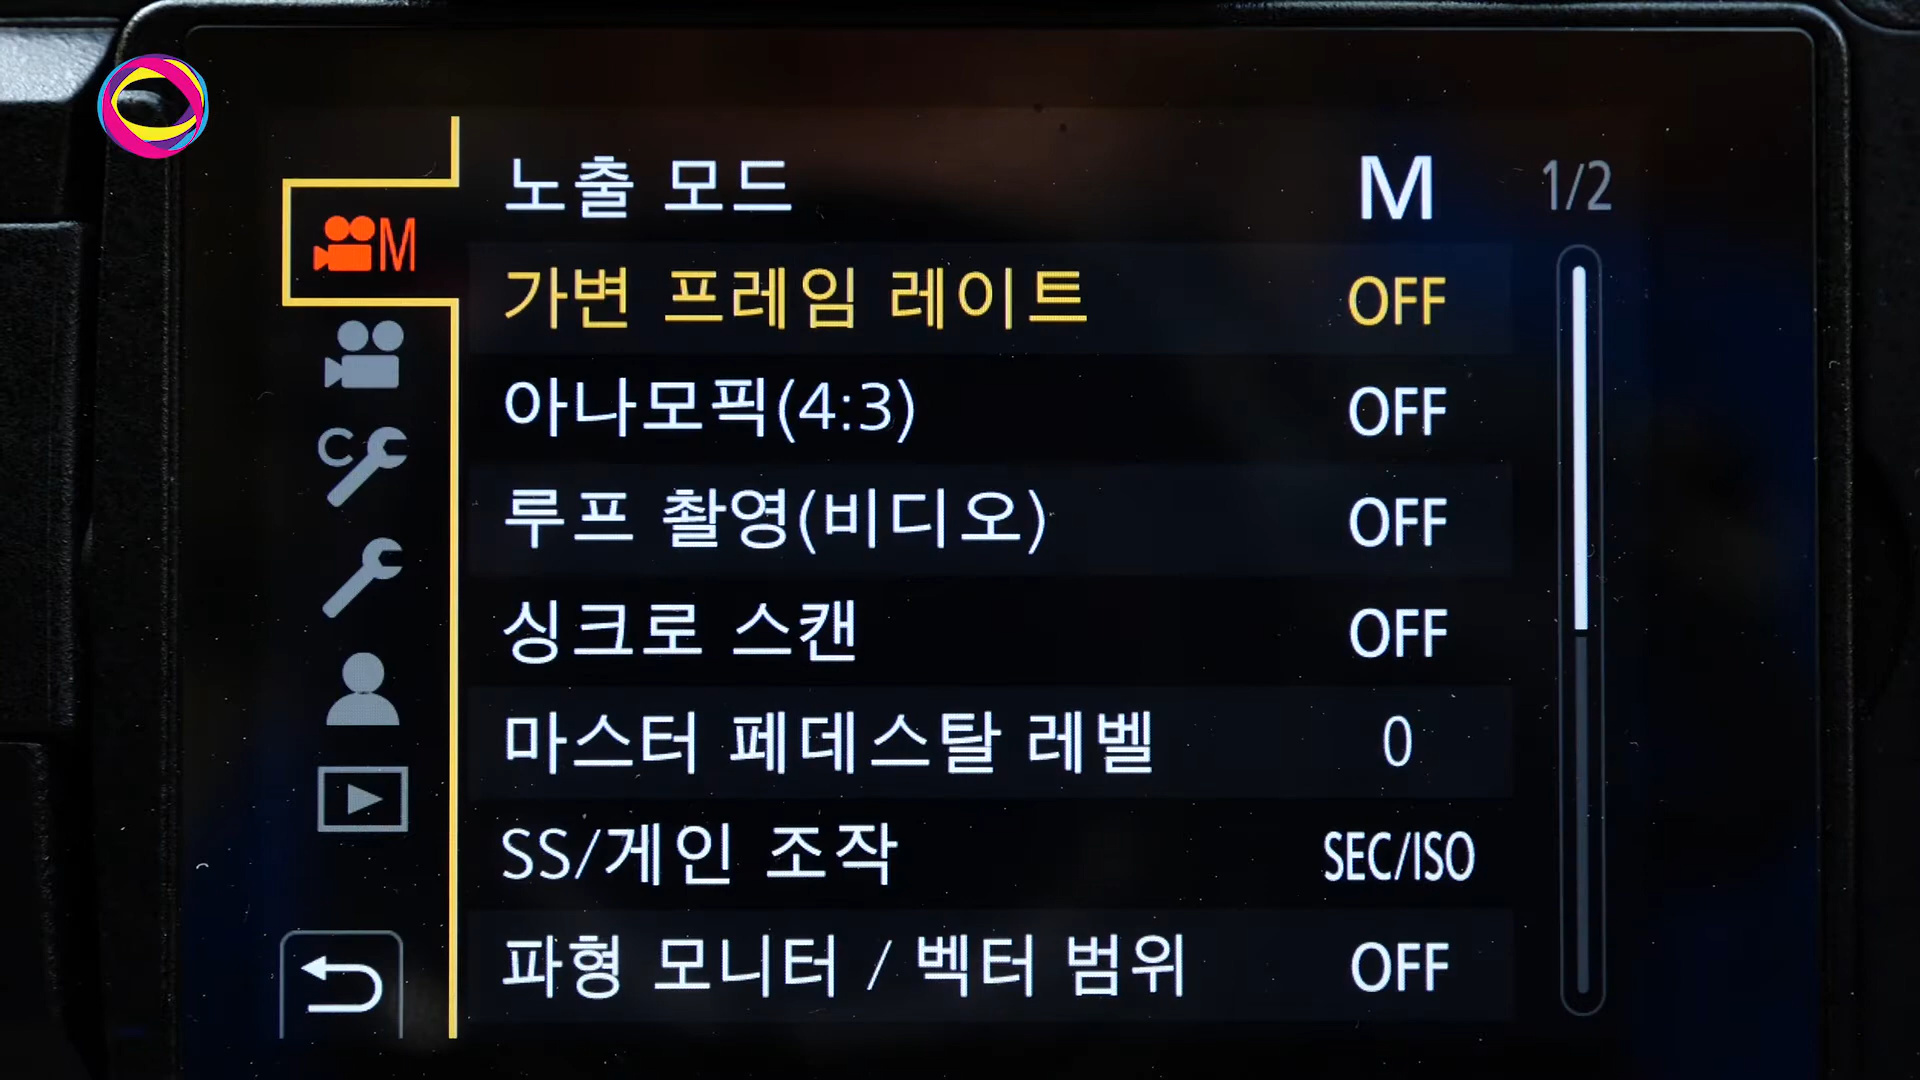 노출 모드 M 1/2
M
가변 프레임 레이트 OFF
아나모픽(4:3) OFF
C
루프 촬영(비디오) OFF
싱크로 스캔 OFF
마스터 페데스탈 레벨 0
SS/게인 조작 SEC/ISO
파형 모니터 / 벡터 범위 OFF